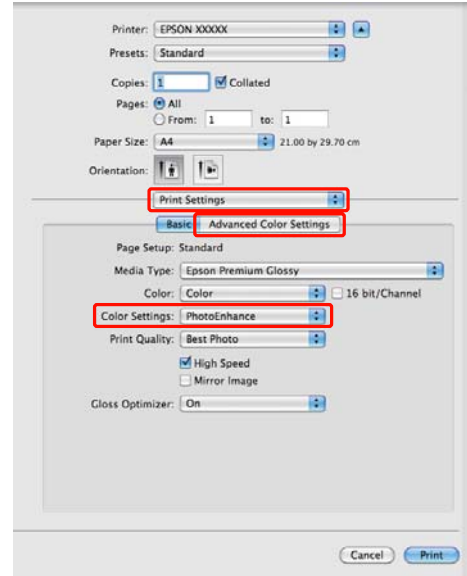 Printer: EPSON XXXXX
Presets: Standard
Copies: 1 Collated
Pages: All
From: 1 to: 1
Paper Size: A4 21.00 by 29.70 cm
Orientation:
Print Settings
Basic Advanced Color Settings
Page Setup: Standard
Media Type: Epson Premium Glossy
Color: Color 16 bit/Channel
Color Settings: PhotoEnhance
Print Quality: Best Photo
High Speed
Mirror Image
Gloss Optimizer: On
Cancel Print